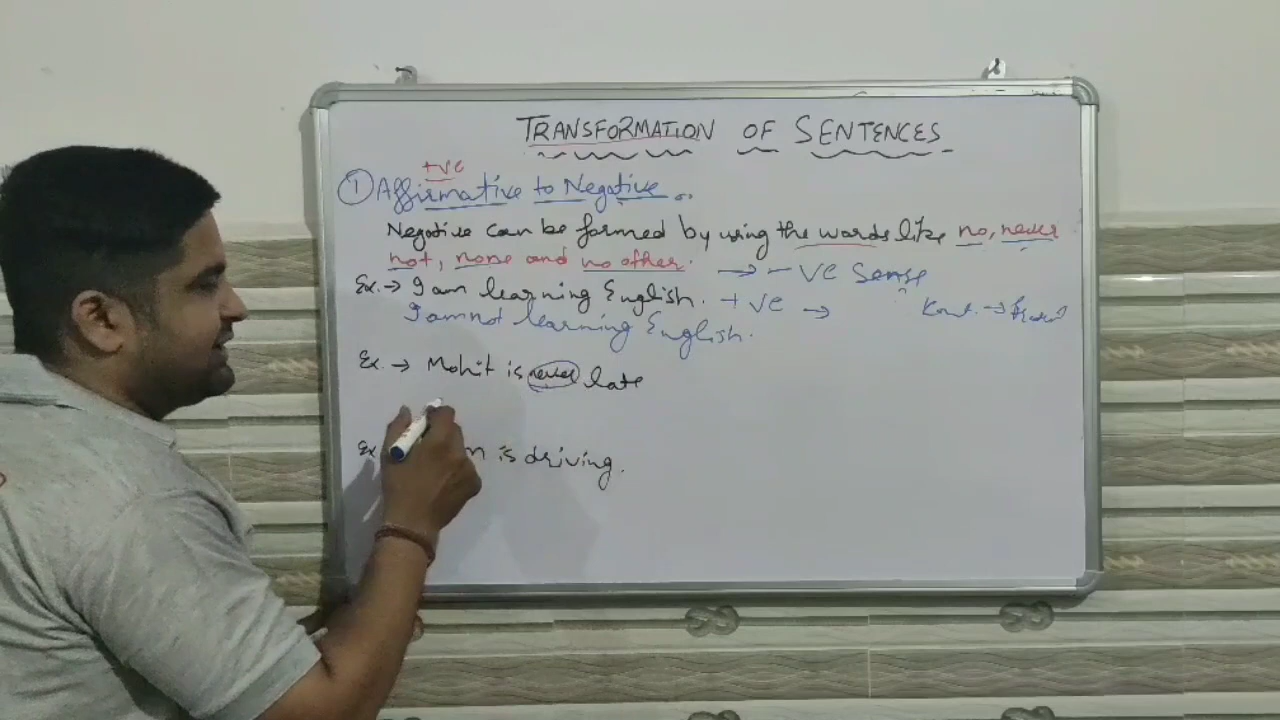 TRANSFORMATION OF SENTENCES
+ve
① Affirmative to Negative
Negative can be formed by using the words like no, never
not, none and no other. → - ve Sense
Ex. → I am learning English. + ve →
I am not learning English.
Ex. → Mohit is never late
Ex is driving.